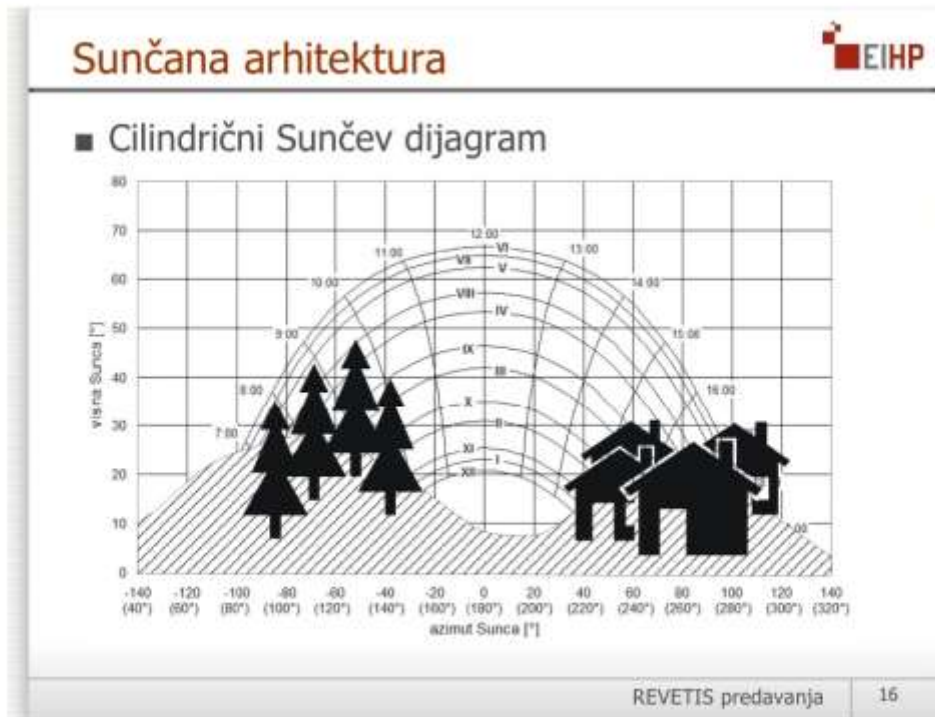 Sunčana arhitektura
EIHP
■ Cilindrični Sunčev dijagram
80
70
60
50
40
30
20
10
0
visina Sunca [°]
7:00
8:00
9:00
10:00
11:00
12:00
13:00
14:00
15:00
16:00
VI
VII
V
VIII
IV
IX
III
X
II
XI
I
XII
-140 -120 -100 -80 -60 -40 -20 0 20 40 60 80 100 120 140
(40°) (60°) (80°) (100°) (120°) (140°) (160°) (180°) (200°) (220°) (240°) (260°) (280°) (300°) (320°)
azimut Sunca [°]
REVETIS predavanja 16